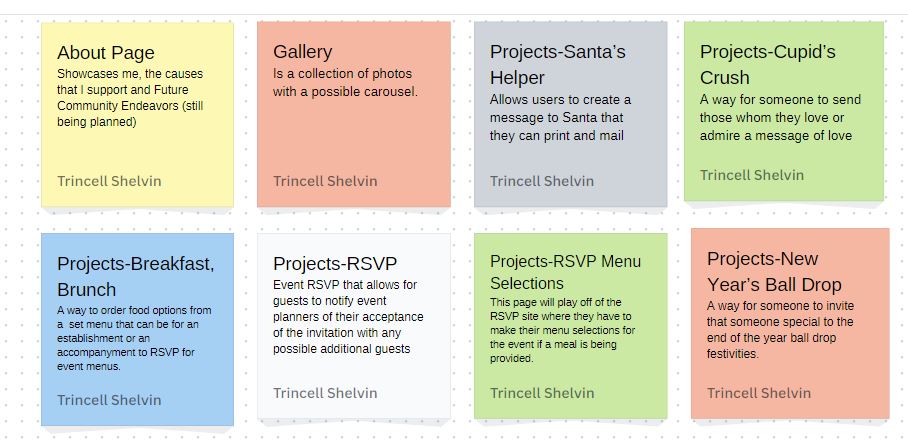 About Page
Showcases me, the causes
that I support and Future
Community Endeavors (still
being planned)
Trincell Shelvin
Gallery
Is a collection of photos
with a possible carousel.
Trincell Shelvin
Projects-Santa's
Helper
Allows users to create a
message to Santa that
they can print and mail
Trincell Shelvin
Projects-Cupid's
Crush
A way for someone to send
those whom they love or
admire a message of love
Trincell Shelvin
Projects-Breakfast,
Brunch
A way to order food options from
a  set menu that can be for an
establishment or an
accompanyment to RSVP for
event menus.
Trincell Shelvin
Projects-RSVP
Event RSVP that allows for
guests to notify event
planners of their acceptance
of the invitation with any
possible additional guests
Trincell Shelvin
Projects-RSVP Menu
Selections
This page will play off of the
RSVP site where they have to
make their menu selections for
the event if a meal is being
provided.
Trincell Shelvin
Projects-New
Year's Ball Drop
A way for someone to invite
that someone special to the
end of the year ball drop
festivities.
Trincell Shelvin